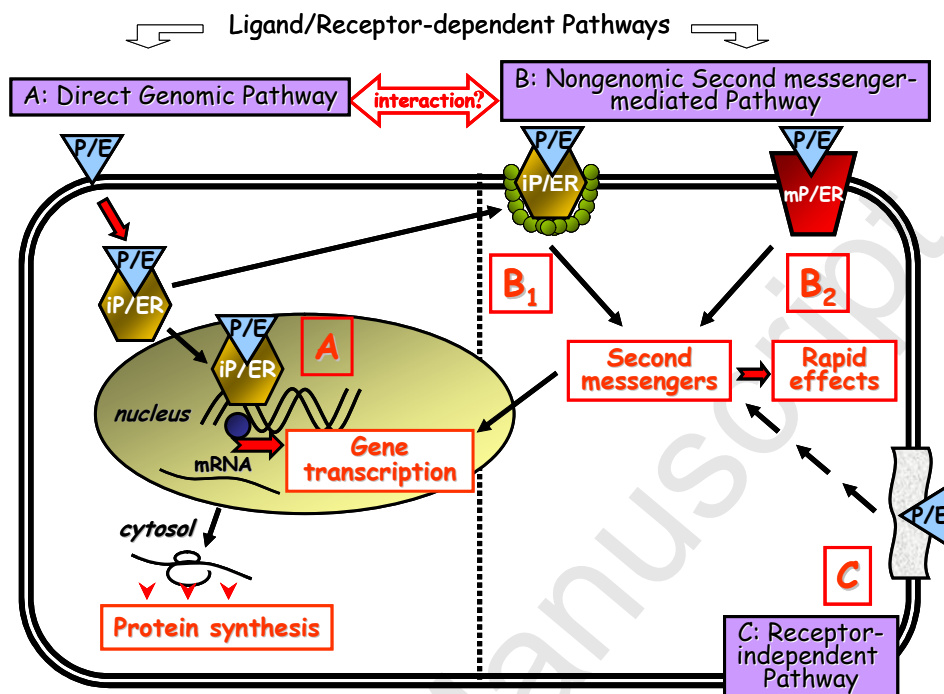 Ligand/Receptor-dependent Pathways
A: Direct Genomic Pathway
interaction?
B: Nongenomic Second messenger-
mediated Pathway
P/E
P/E
iP/ER
P/E
mP/ER
P/E
iP/ER
B1
B2
P/E
iP/ER
A
nucleus
mRNA
Gene
transcription
Second
messengers
Rapid
effects
cytosol
Protein synthesis
P/E
C
C: Receptor-
independent
Pathway